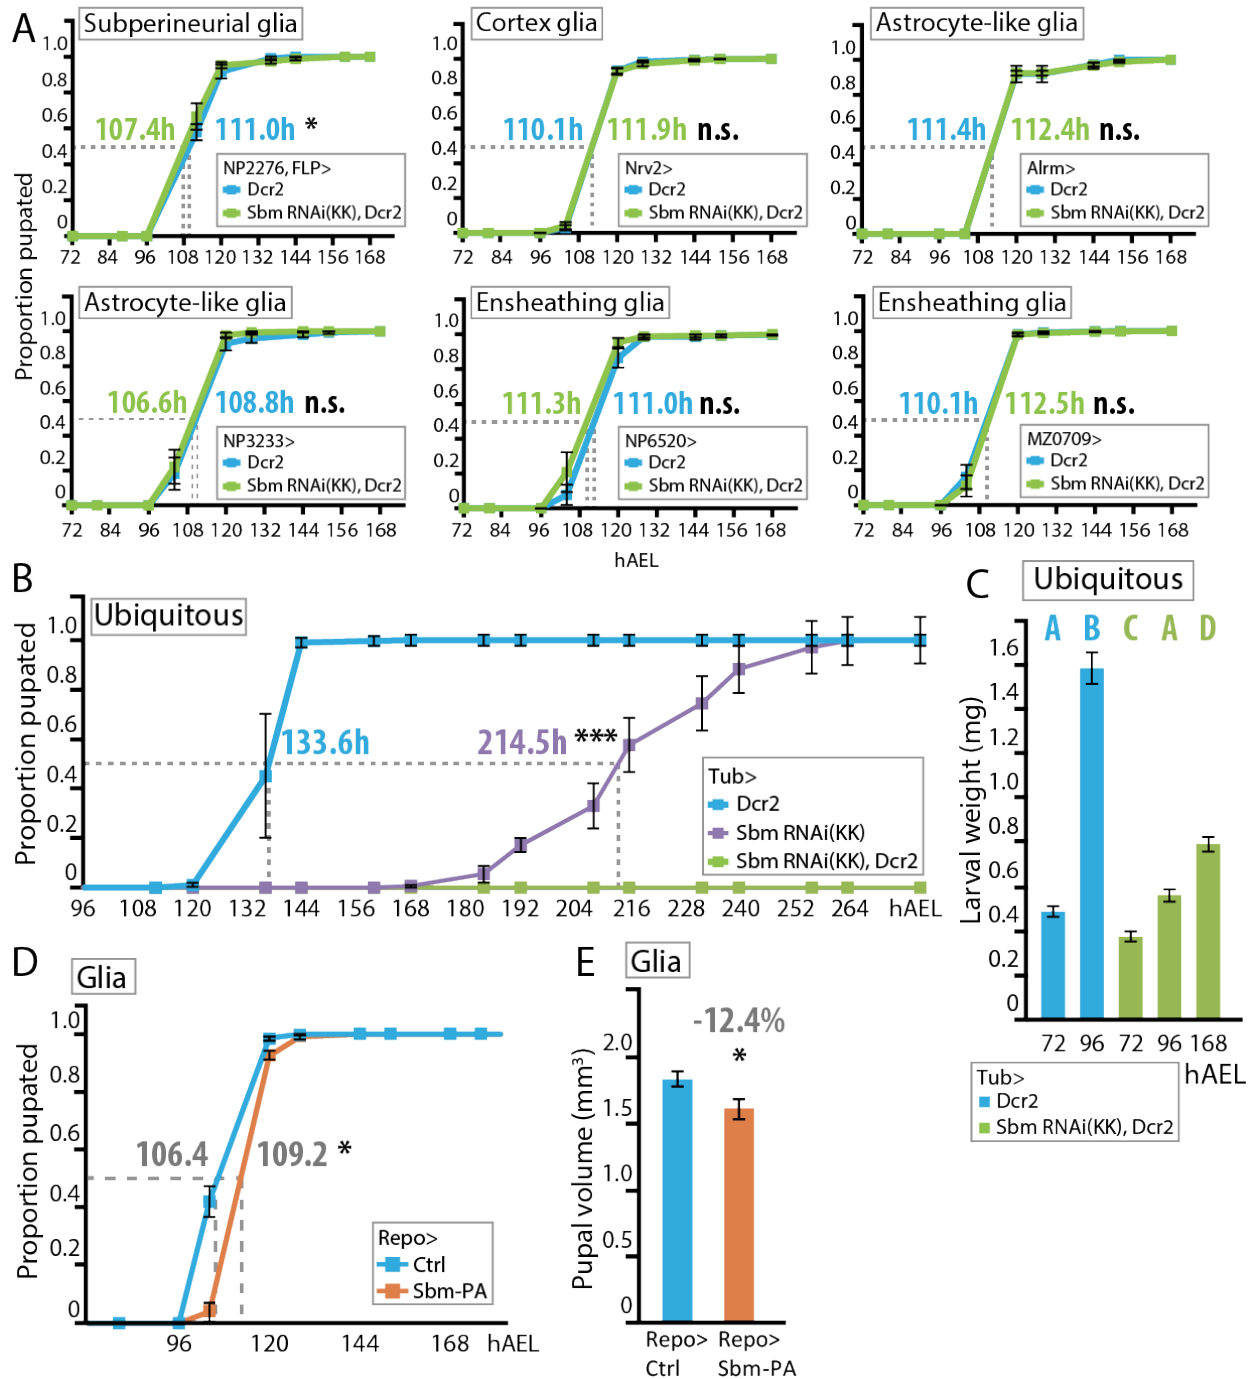 A
Subperineurial glia
Cortex glia
Astrocyte-like glia
Proportion pupated
1.0
0.8
0.6
0.4
0.2
0
107.4h
111.0h *
NP2276, FLP>
Dcr2
Sbm RNAi(KK), Dcr2
72 84 96 108 120 132 144 156 168
1.0
0.8
0.6
0.4
0.2
0
110.1h
111.9h n.s.
Nrv2>
Dcr2
Sbm RNAi(KK), Dcr2
72 84 96 108 120 132 144 156 168
1.0
0.8
0.6
0.4
0.2
0
111.4h
112.4h n.s.
Alrm>
Dcr2
Sbm RNAi(KK), Dcr2
72 84 96 108 120 132 144 156 168
Astrocyte-like glia
Ensheathing glia
Ensheathing glia
1.0
0.8
0.6
0.4
0.2
0
106.6h
108.8h n.s.
NP3233>
Dcr2
Sbm RNAi(KK), Dcr2
72 84 96 108 120 132 144 156 168
1.0
0.8
0.6
0.4
0.2
0
111.3h
111.0h n.s.
NP6520>
Dcr2
Sbm RNAi(KK), Dcr2
72 84 96 108 120 132 144 156 168
1.0
0.8
0.6
0.4
0.2
0
110.1h
112.5h n.s.
MZ0709>
Dcr2
Sbm RNAi(KK), Dcr2
72 84 96 108 120 132 144 156 168
hAEL
B
Ubiquitous
Proportion pupated
1.0
0.8
0.6
0.4
0.2
0
133.6h
214.5h ***
Tub>
Dcr2
Sbm RNAi(KK)
Sbm RNAi(KK), Dcr2
96 108 120 132 144 156 168 180 192 204 216 228 240 252 264 hAEL
C
Ubiquitous
A B C A D
Larval weight (mg)
1.6
1.4
1.2
1.0
0.8
0.6
0.4
0.2
0
72 96 72 96 168
hAEL
Tub>
Dcr2
Sbm RNAi(KK), Dcr2
D
Glia
Proportion pupated
1.0
0.8
0.6
0.4
0.2
0
106.4
109.2 *
Repo>
Ctrl
Sbm-PA
96 120 144 168 hAEL
E
Glia
-12.4%
*
Pupal volume (mm³)
2.0
1.5
1.0
0.5
0
Repo> Repo>
Ctrl Sbm-PA